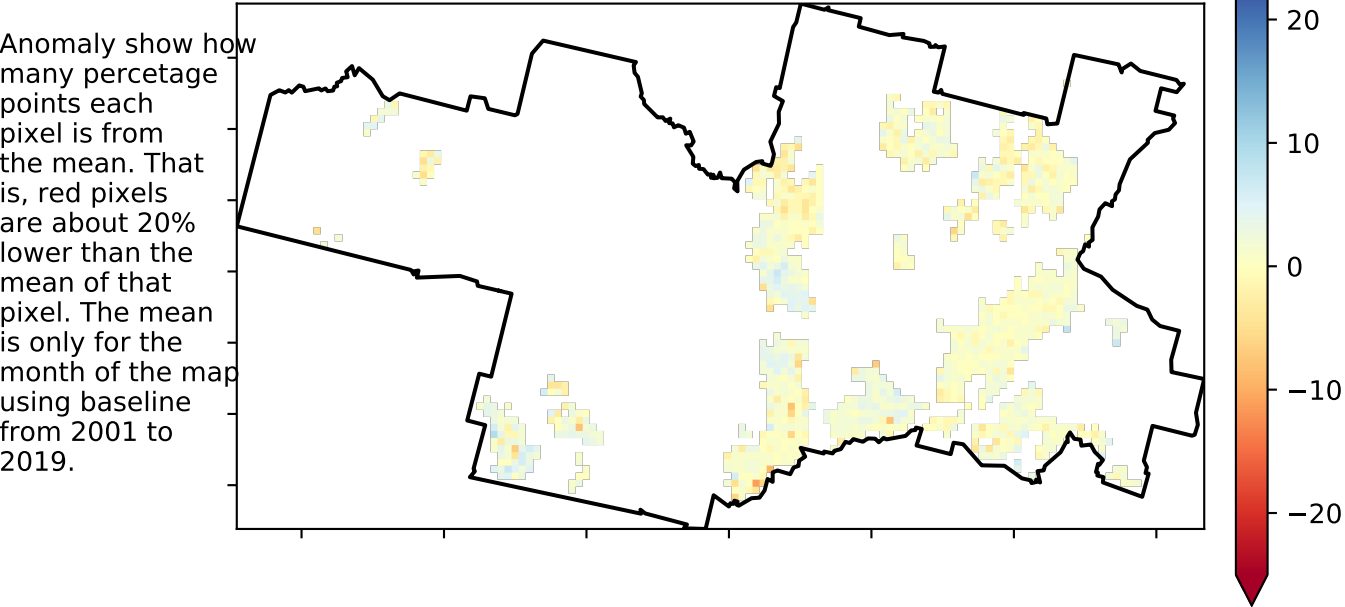 Anomaly show how
many percetage
points each
pixel is from
the mean. That
is, red pixels
are about 20%
lower than the
mean of that
pixel. The mean
is only for the
month of the map
using baseline
from 2001 to
2019.
20
10
0
−10
−20